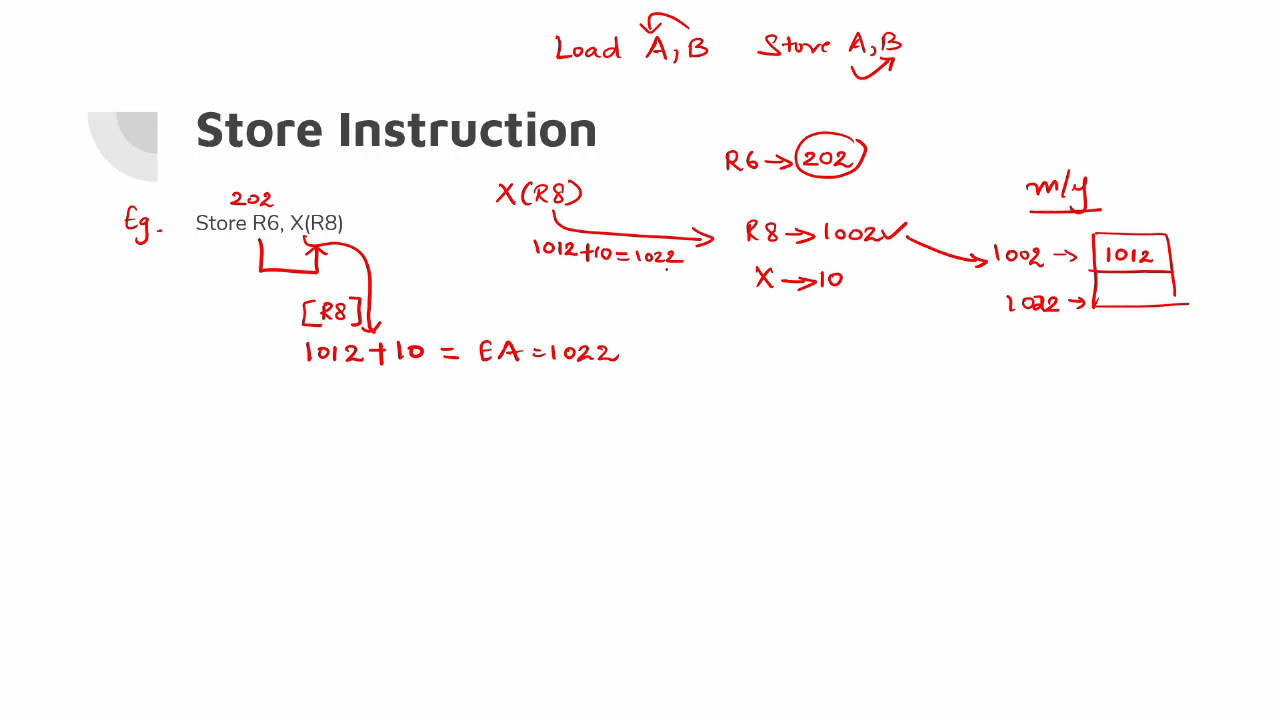 Load A, B Store A, B
Store Instruction
R6 → 202
m/y
202
X(R8)
Eg. Store R6, X(R8)
R8 → 1002✓
1012+10=1022
1002 → 1012
X → 10
1022 →
[R8]
1012 + 10 = EA = 1022